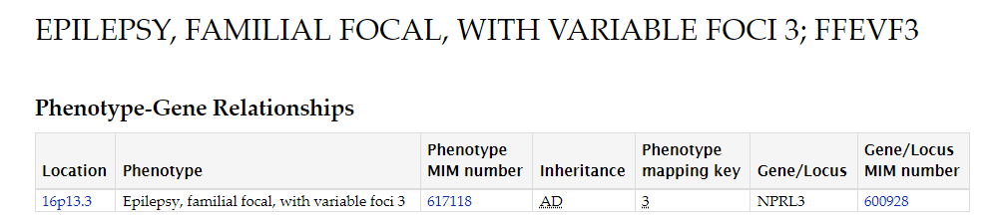 EPILEPSY, FAMILIAL FOCAL, WITH VARIABLE FOCI 3; FFEVF3
Phenotype-Gene Relationships
Location Phenotype Phenotype MIM number Inheritance Phenotype mapping key Gene/Locus Gene/Locus MIM number
16p13.3 Epilepsy, familial focal, with variable foci 3 617118 AD 3 NPRL3 600928